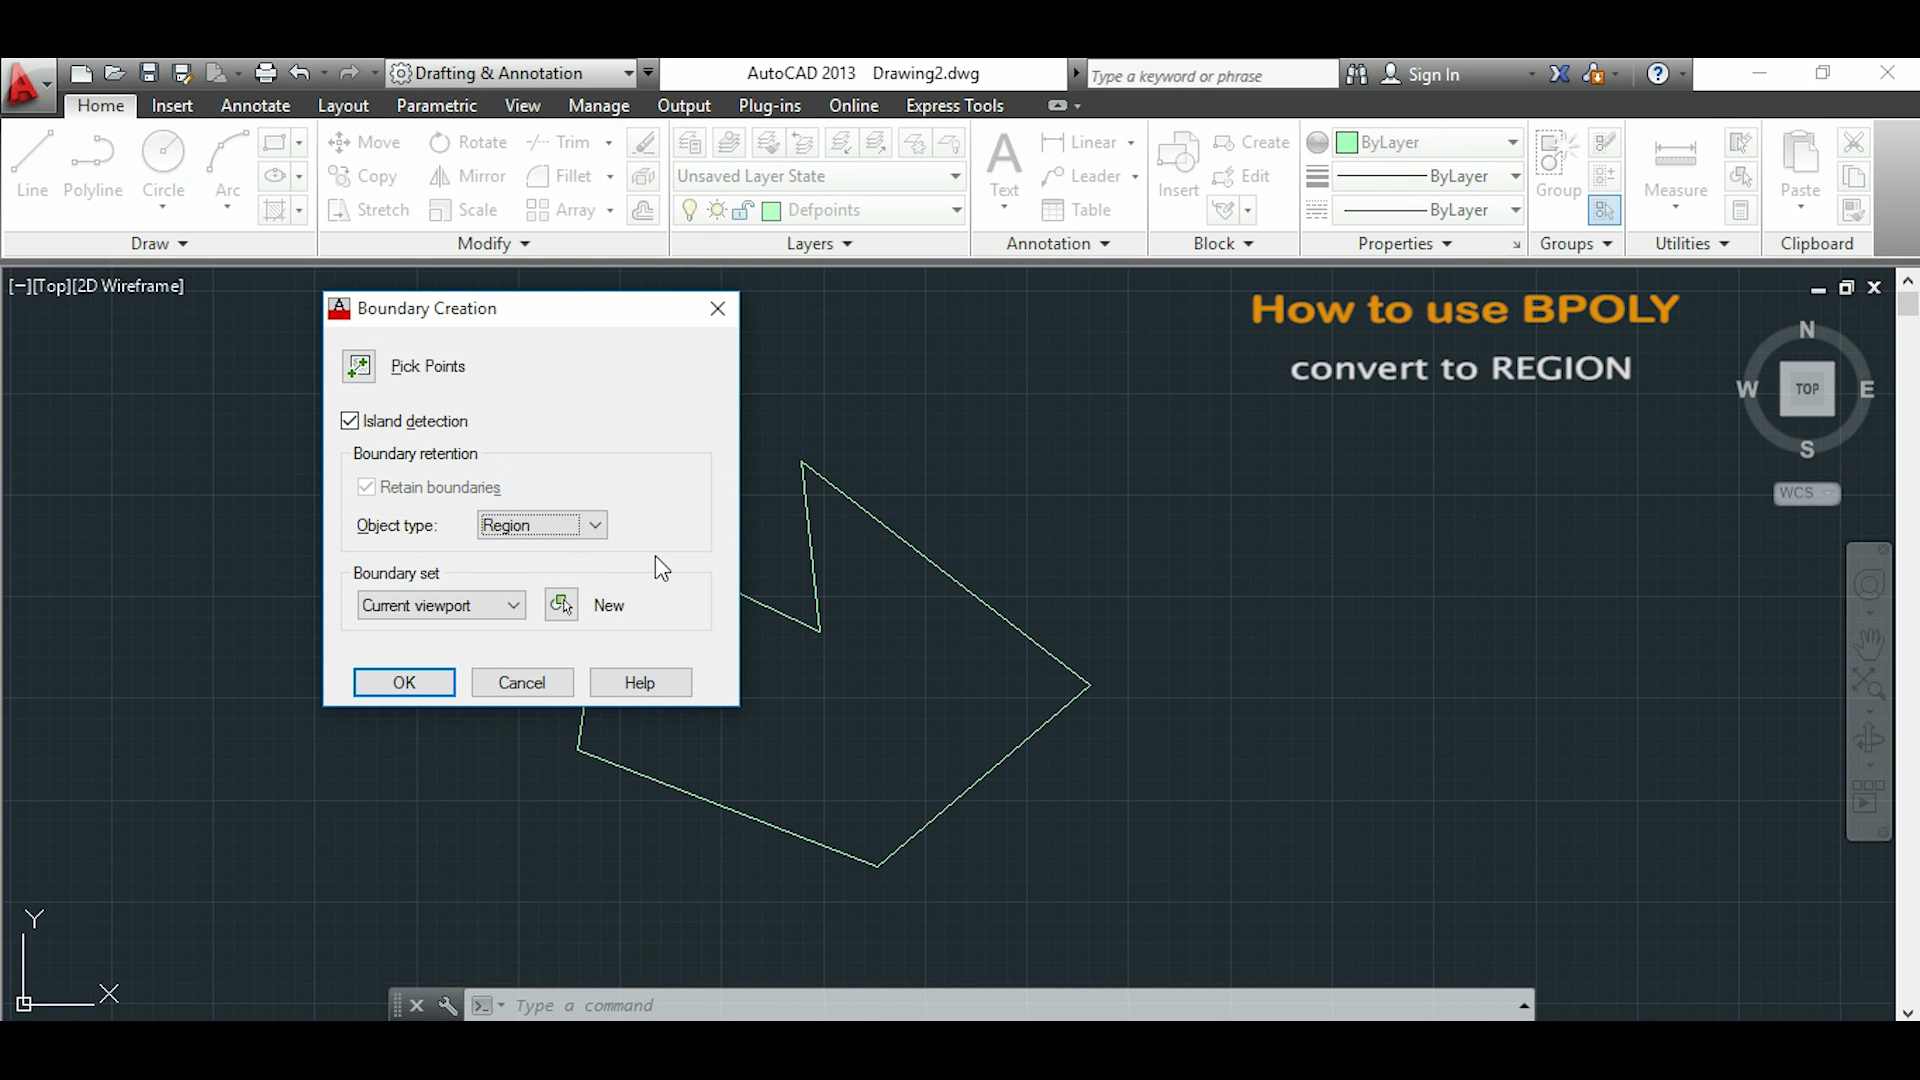 Drafting & Annotation
AutoCAD 2013 Drawing2.dwg
Type a keyword or phrase
Sign In
Home Insert Annotate Layout Parametric View Manage Output Plug-ins Online Express Tools
Line Polyline Circle Arc
Move Rotate Trim
Copy Mirror Fillet
Stretch Scale Array
Unsaved Layer State
Defpoints
Text
Linear
Leader
Table
Insert
Create
Edit
ByLayer
ByLayer
ByLayer
Group
Measure
Paste
Draw Modify Layers Annotation Block Properties Groups Utilities Clipboard
[−][Top][2D Wireframe]
Boundary Creation
Pick Points
Island detection
Boundary retention
Retain boundaries
Object type: Region
Boundary set
Current viewport New
OK Cancel Help
How to use BPOLY
convert to REGION
N
W TOP E
S
WCS
Y
X
Type a command